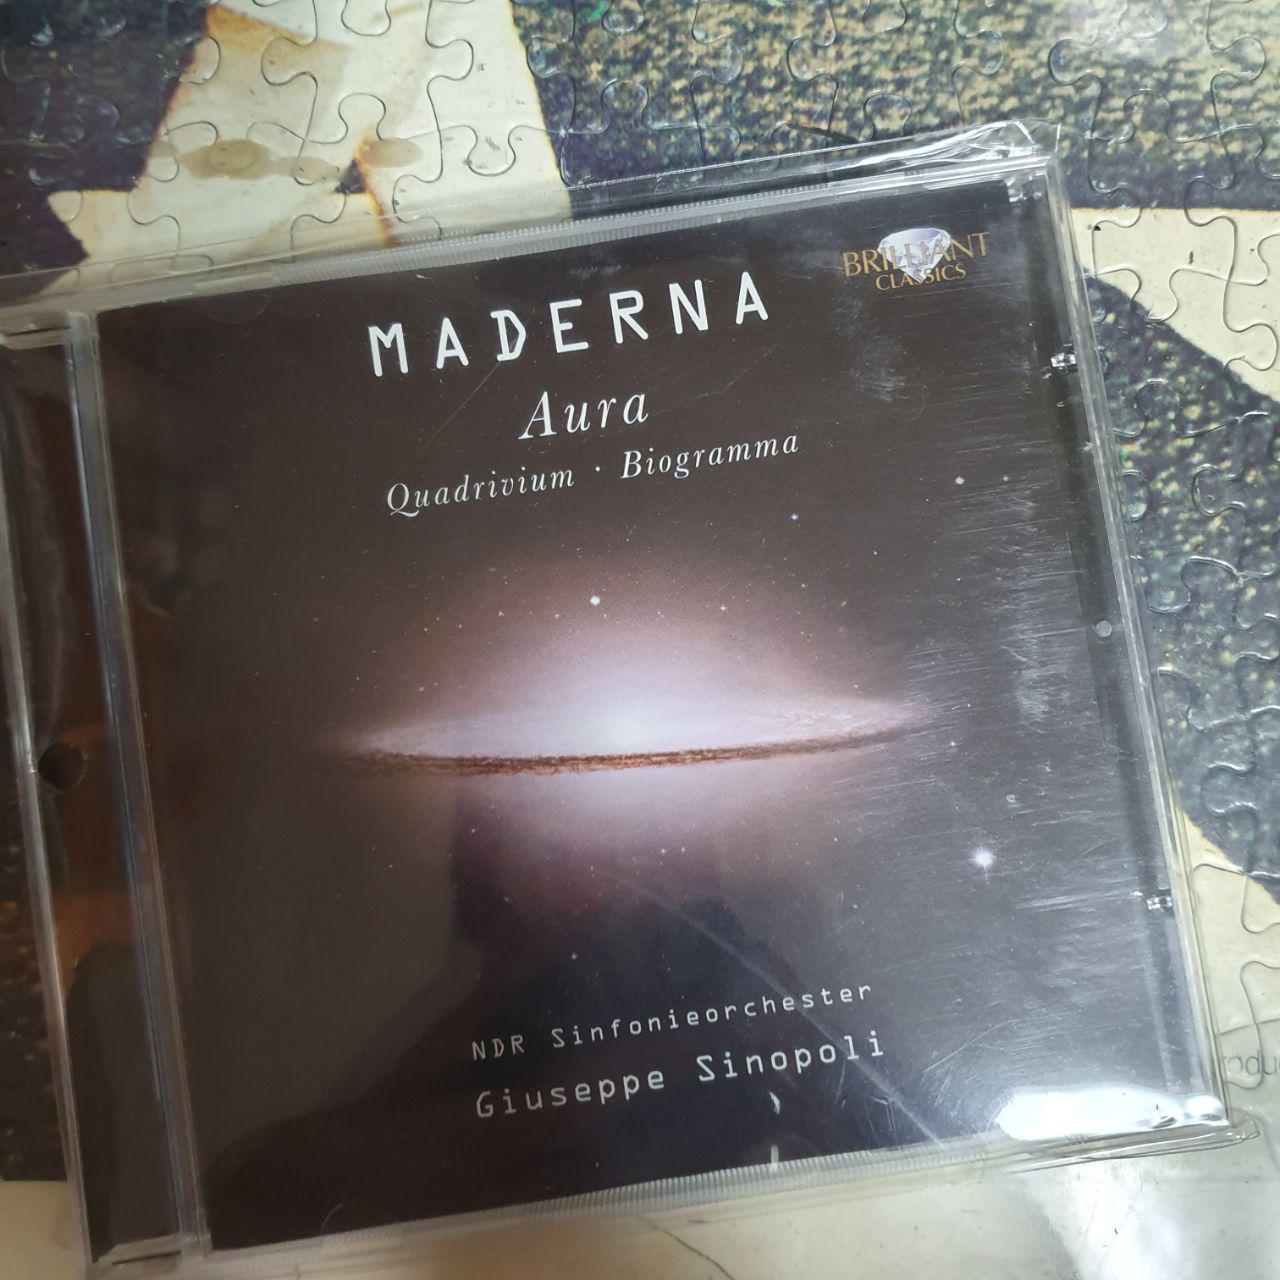 BRILLIANT
CLASSICS
MADERNA
Aura
Quadrivium · Biogramma
NDR Sinfonieorchester
Giuseppe Sinopoli